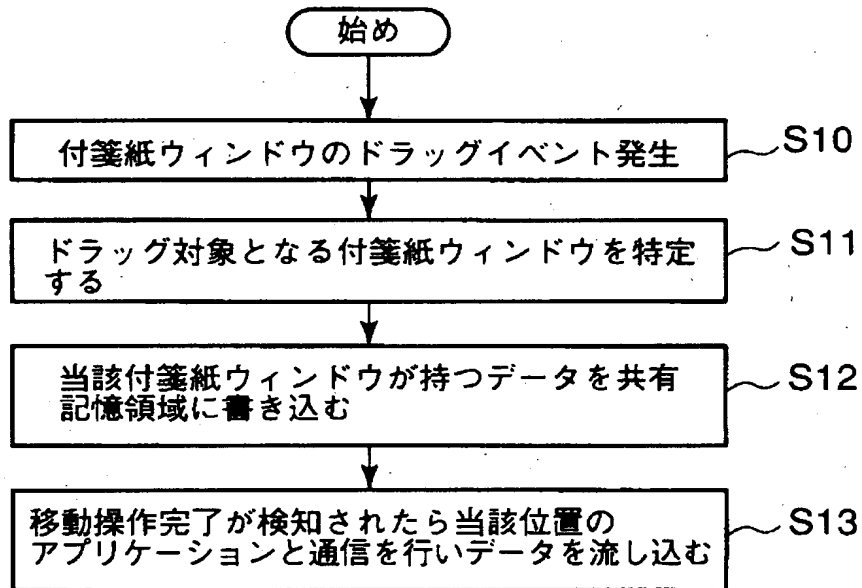 始め
付箋紙ウィンドウのドラッグイベント発生
S10
ドラッグ対象となる付箋紙ウィンドウを特定
する
S11
当該付箋紙ウィンドウが持つデータを共有
記憶領域に書き込む
S12
移動操作完了が検知されたら当該位置の
アプリケーションと通信を行いデータを流し込む
S13